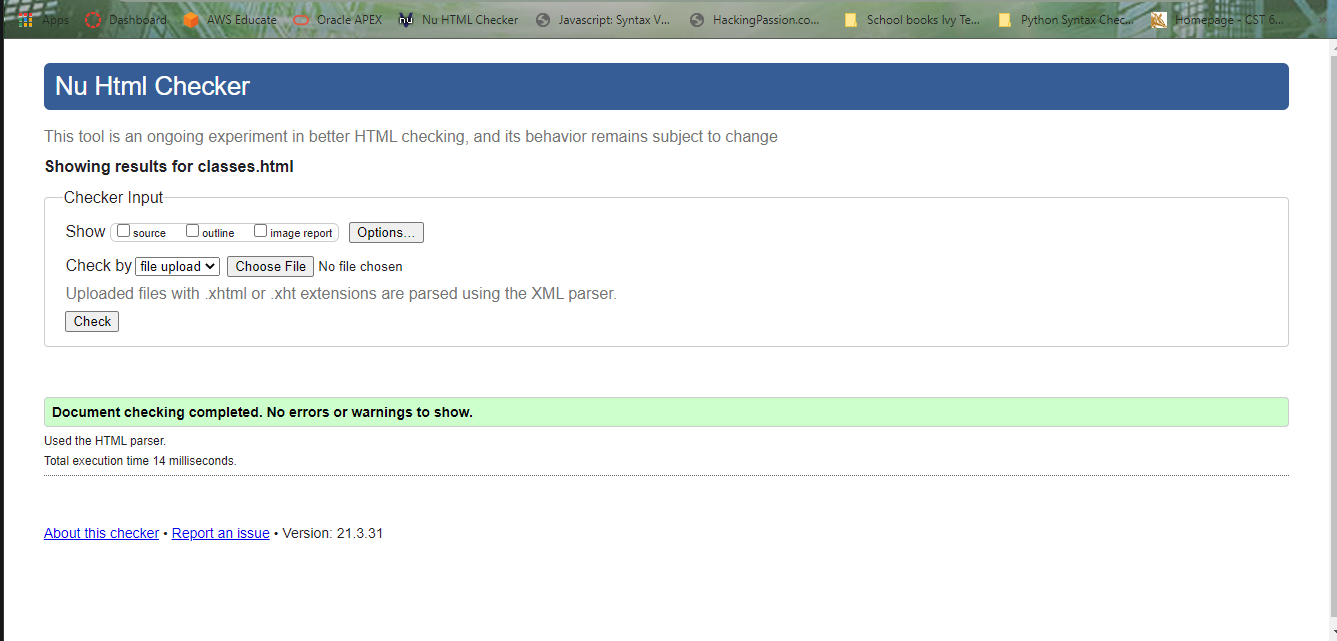 Apps Dashboard AWS Educate Oracle APEX Nu HTML Checker Javascript: Syntax V... HackingPassion.co... School books Ivy Te... Python Syntax Chec... Homepage - CST 6... »
Nu Html Checker
This tool is an ongoing experiment in better HTML checking, and its behavior remains subject to change
Showing results for classes.html
Checker Input
Show source outline image report Options...
Check by file upload Choose File No file chosen
Uploaded files with .xhtml or .xht extensions are parsed using the XML parser.
Check
Document checking completed. No errors or warnings to show.
Used the HTML parser.
Total execution time 14 milliseconds.
About this checker • Report an issue • Version: 21.3.31